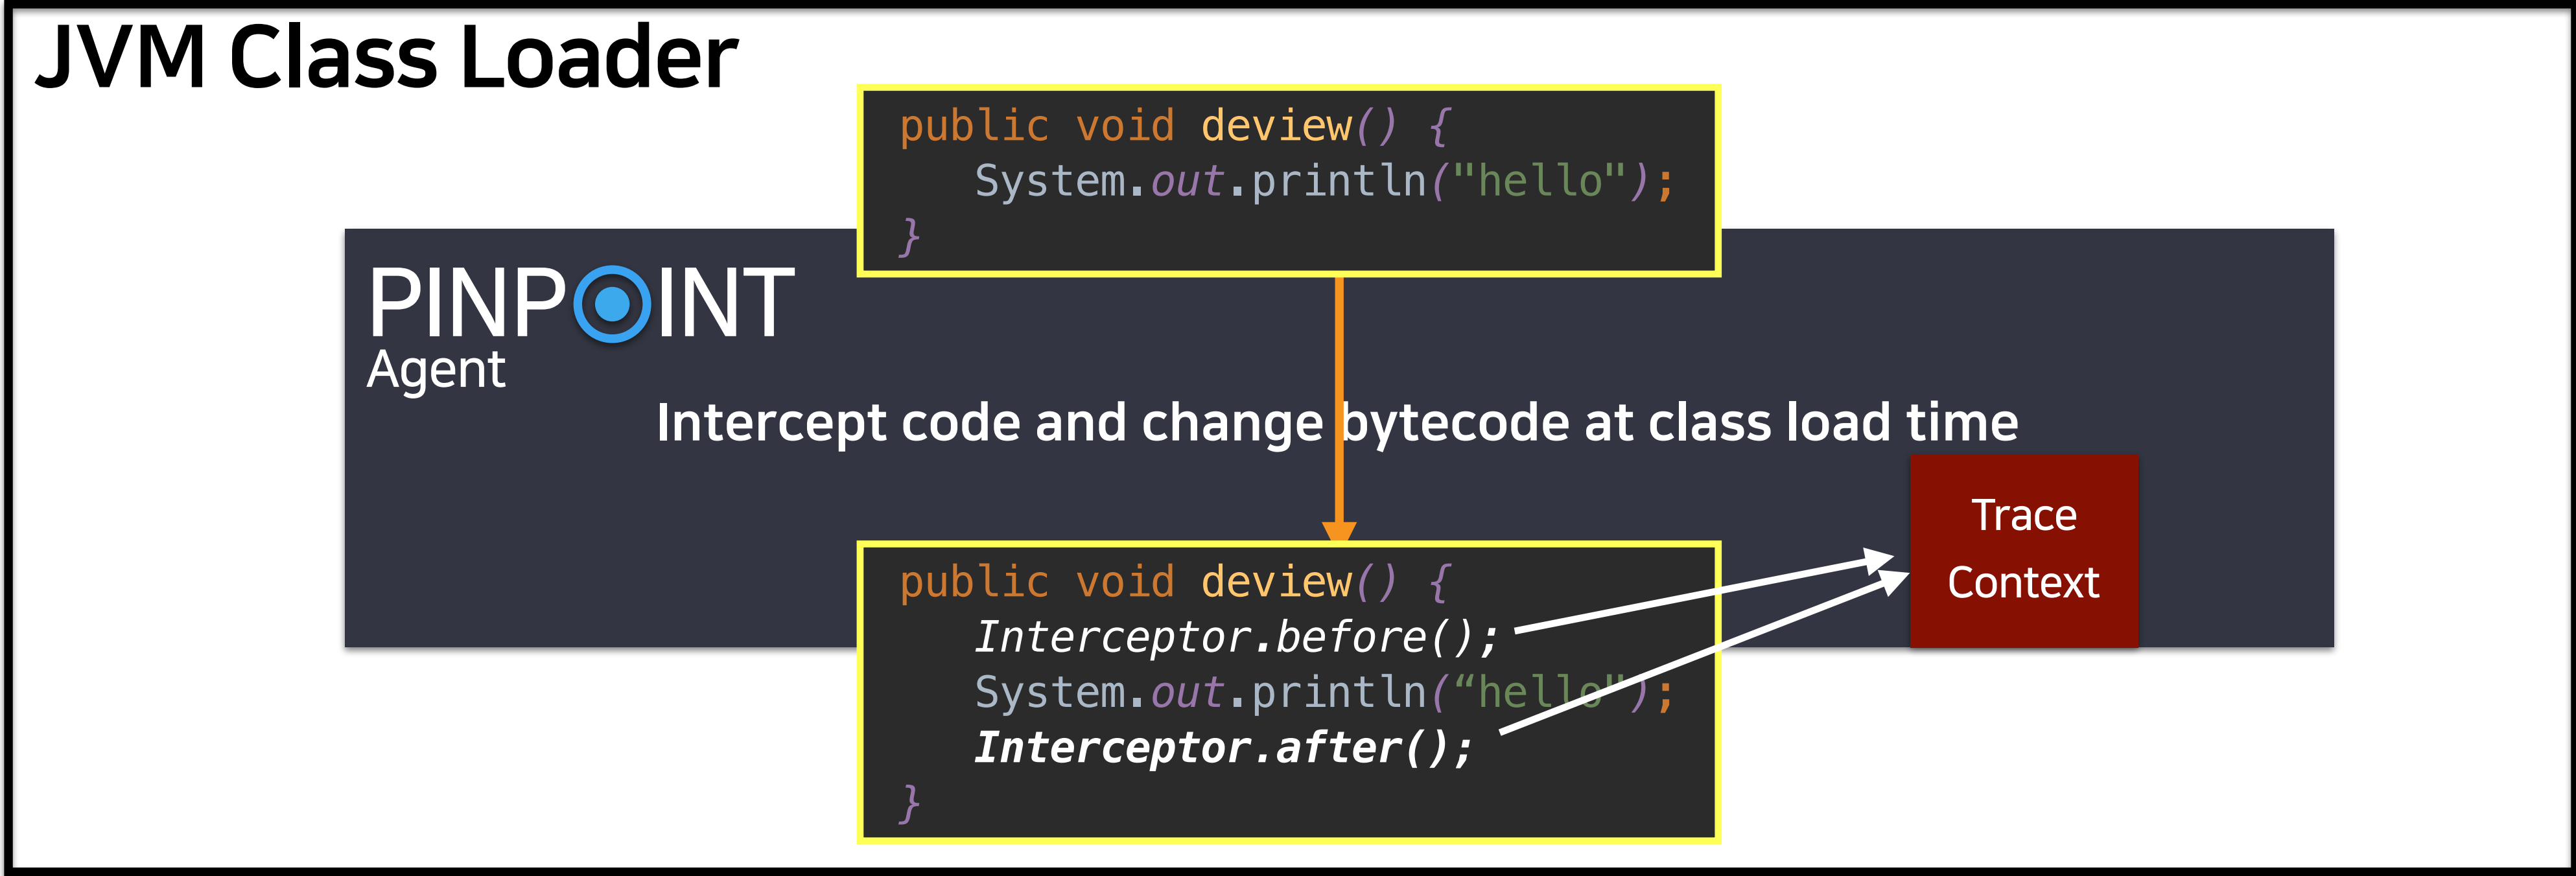 JVM Class Loader
public void deview() {
System.out.println("hello");
}
PINPOINT
Agent
Intercept code and change bytecode at class load time
Trace
Context
public void deview() {
Interceptor.before();
System.out.println(“hello");
Interceptor.after();
}